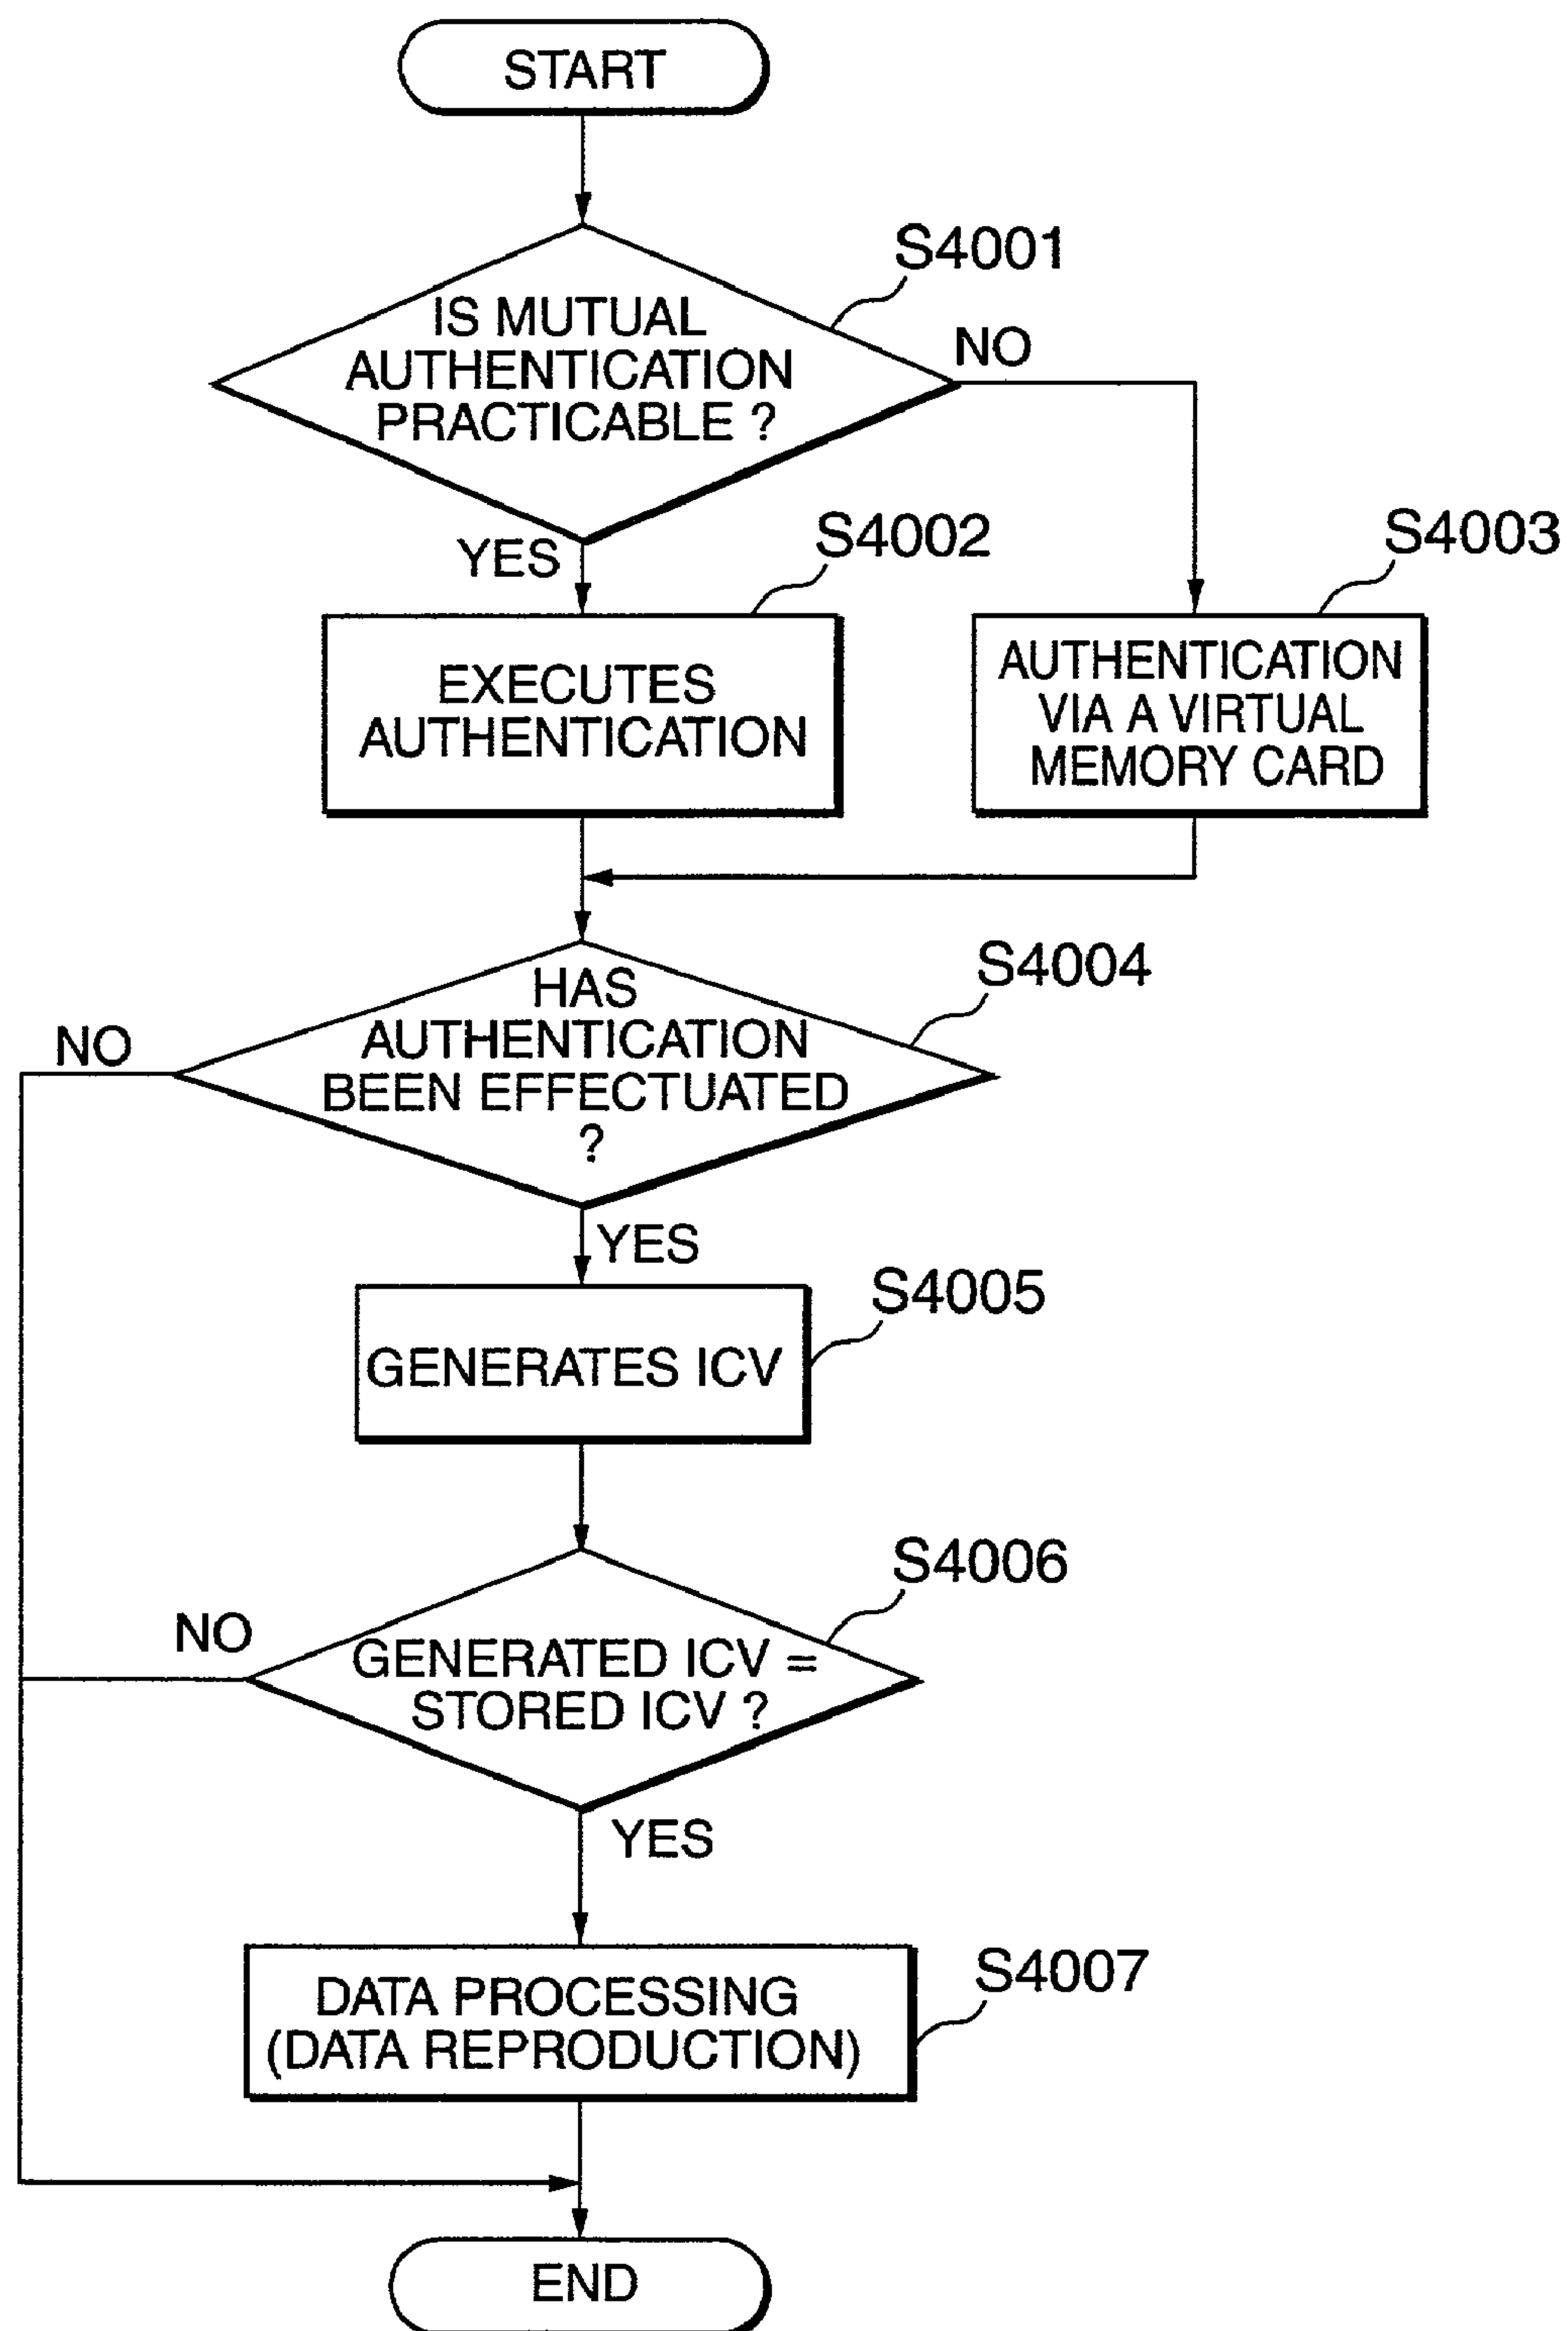 START
S4001
IS MUTUAL
AUTHENTICATION
PRACTICABLE ?
NO
YES
S4002
S4003
EXECUTES
AUTHENTICATION
AUTHENTICATION
VIA A VIRTUAL
MEMORY CARD
S4004
HAS
AUTHENTICATION
BEEN EFFECTUATED
?
NO
YES
S4005
GENERATES ICV
S4006
NO
GENERATED ICV =
STORED ICV ?
YES
S4007
DATA PROCESSING
(DATA REPRODUCTION)
END